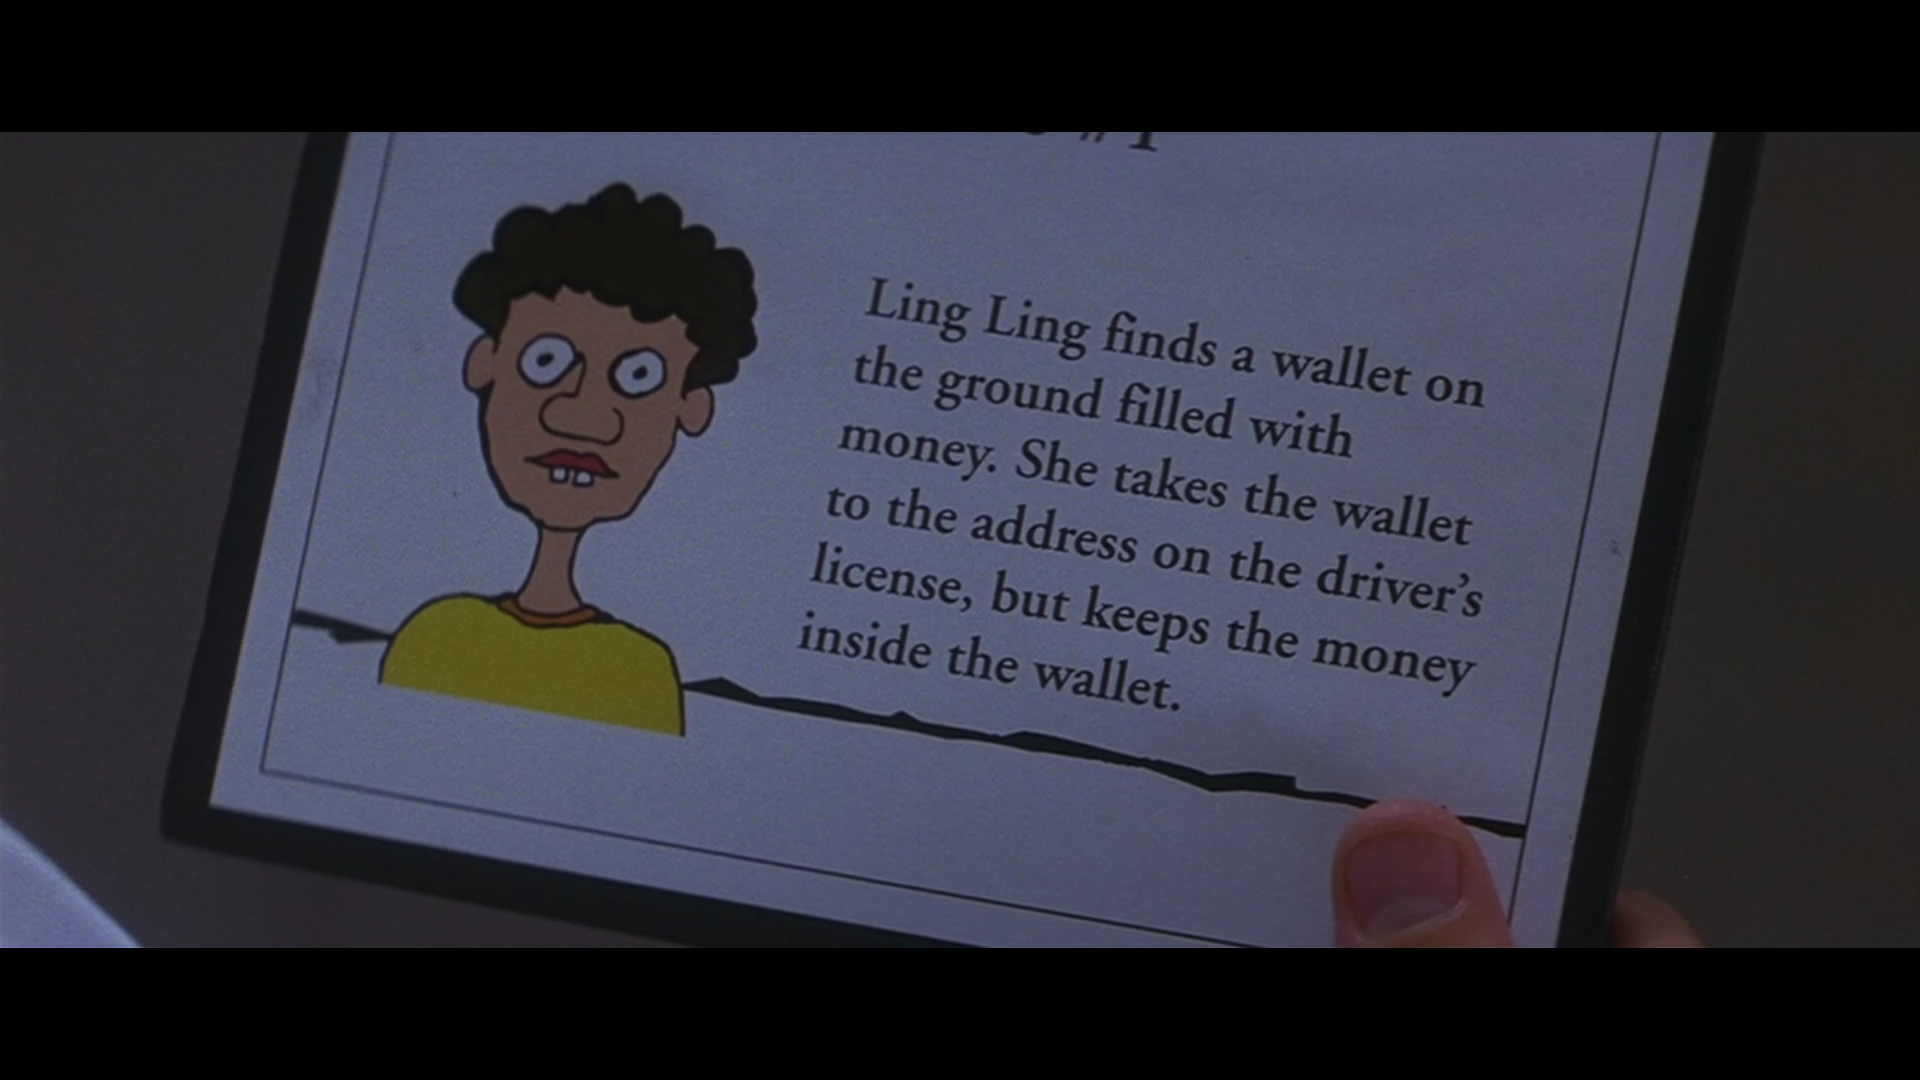 #1
Ling Ling finds a wallet on
the ground filled with
money. She takes the wallet
to the address on the driver's
license, but keeps the money
inside the wallet.